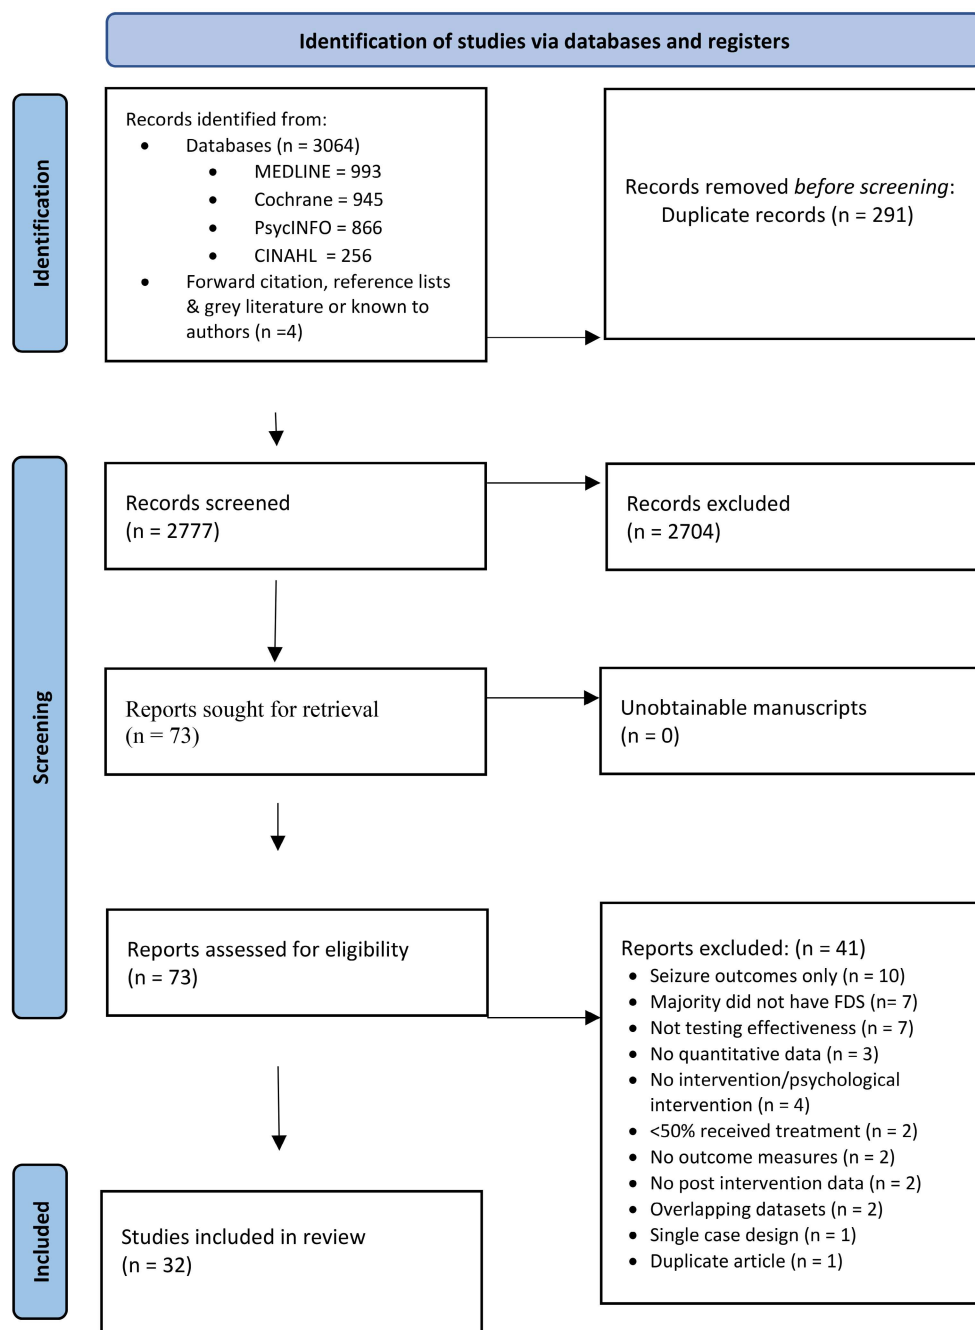 Identification of studies via databases and registers
Identification
Records identified from:
• Databases (n = 3064)
• MEDLINE = 993
• Cochrane = 945
• PsycINFO = 866
• CINAHL = 256
• Forward citation, reference lists
& grey literature or known to
authors (n =4)
Records removed before screening:
Duplicate records (n = 291)
Screening
Records screened
(n = 2777)
Records excluded
(n = 2704)
Reports sought for retrieval
(n = 73)
Unobtainable manuscripts
(n = 0)
Reports assessed for eligibility
(n = 73)
Reports excluded: (n = 41)
• Seizure outcomes only (n = 10)
• Majority did not have FDS (n= 7)
• Not testing effectiveness (n = 7)
• No quantitative data (n = 3)
• No intervention/psychological
intervention (n = 4)
• <50% received treatment (n = 2)
• No outcome measures (n = 2)
• No post intervention data (n = 2)
• Overlapping datasets (n = 2)
• Single case design (n = 1)
• Duplicate article (n = 1)
Included
Studies included in review
(n = 32)